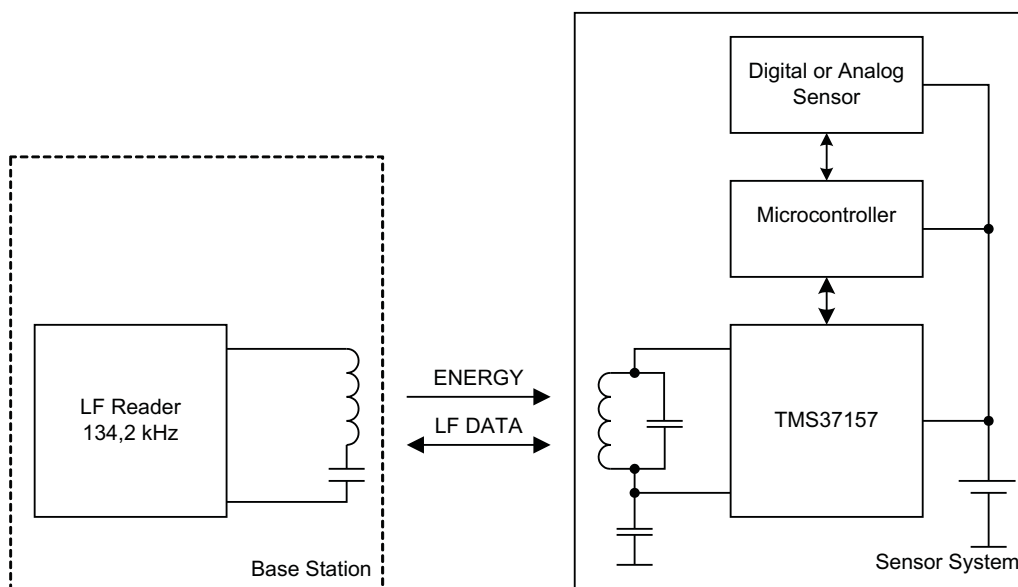 Digital or Analog
Sensor
Microcontroller
LF Reader
134,2 kHz
ENERGY
LF DATA
TMS37157
Base Station
Sensor System